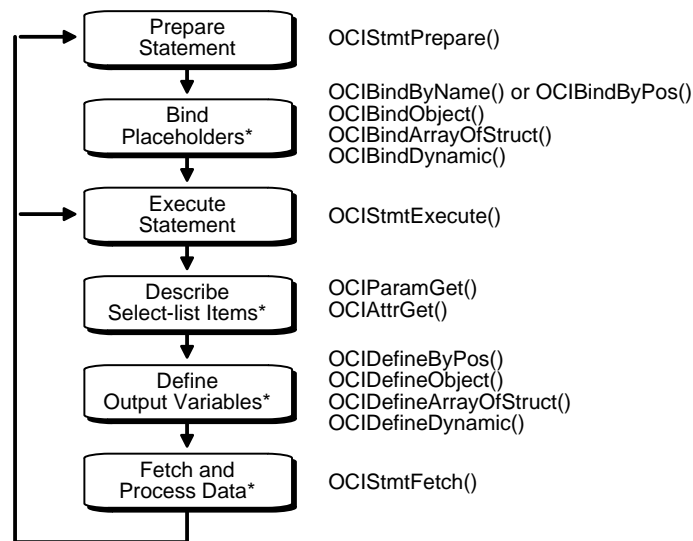 Prepare
Statement
OCIStmtPrepare()
Bind
Placeholders*
OCIBindByName() or OCIBindByPos()
OCIBindObject()
OCIBindArrayOfStruct()
OCIBindDynamic()
Execute
Statement
OCIStmtExecute()
Describe
Select-list Items*
OCIParamGet()
OCIAttrGet()
Define
Output Variables*
OCIDefineByPos()
OCIDefineObject()
OCIDefineArrayOfStruct()
OCIDefineDynamic()
Fetch and
Process Data*
OCIStmtFetch()